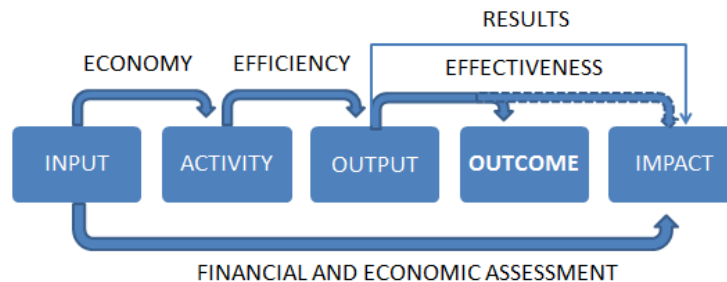 RESULTS
ECONOMY EFFICIENCY EFFECTIVENESS
INPUT ACTIVITY OUTPUT OUTCOME IMPACT
FINANCIAL AND ECONOMIC ASSESSMENT